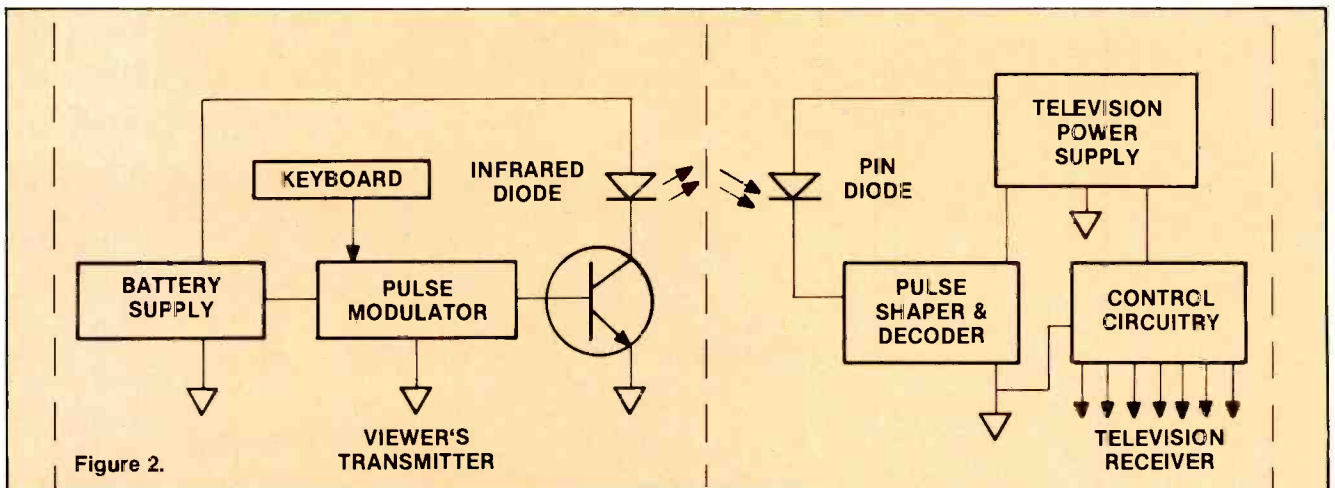 KEYBOARD
INFRARED
DIODE
BATTERY
SUPPLY
PULSE
MODULATOR
VIEWER'S
TRANSMITTER
PIN
DIODE
TELEVISION
POWER
SUPPLY
PULSE
SHAPER &
DECODER
CONTROL
CIRCUITRY
TELEVISION
RECEIVER
Figure 2.